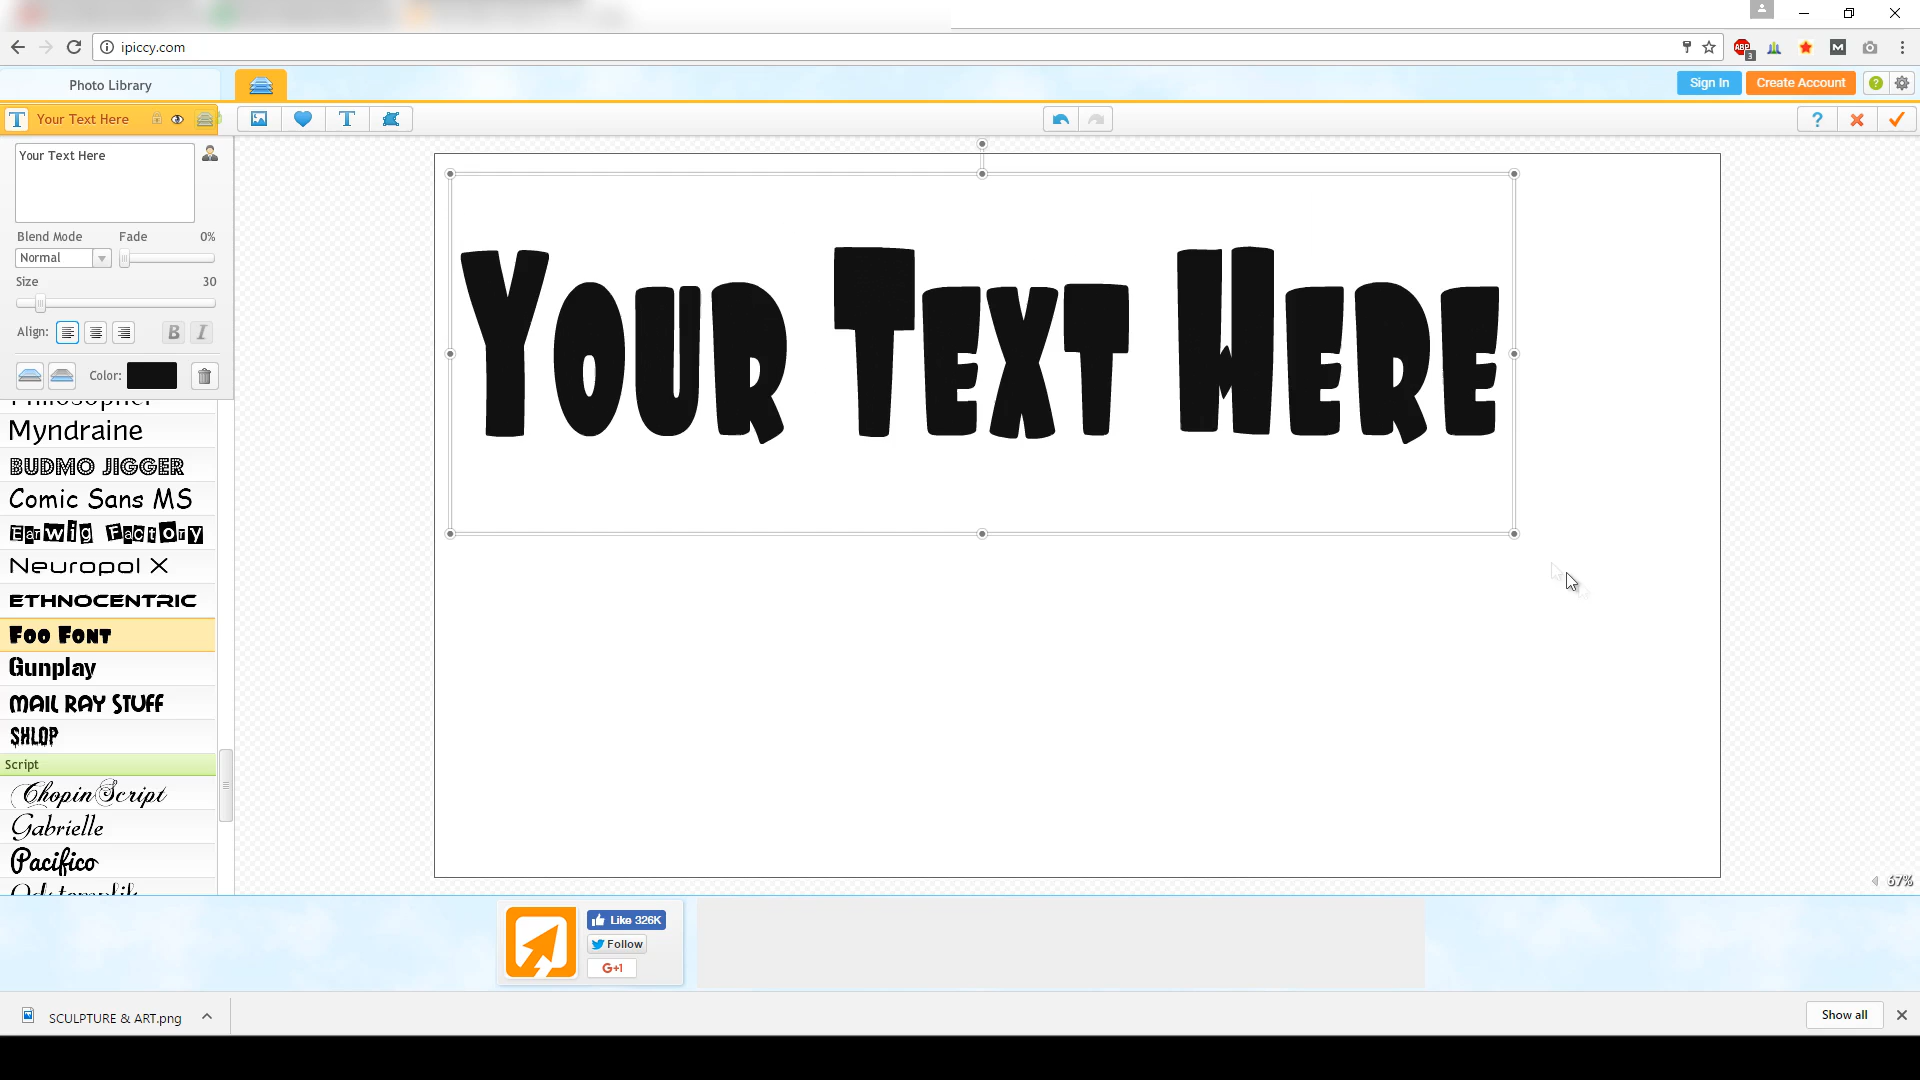 ipiccy.com
ABP
3
M
Photo Library
Sign In
Create Account
?
T
Your Text Here
T
?
Your Text Here
Blend Mode
Fade
0%
Normal
Size
30
Align:
B
I
Color:
Philosopher
Myndraine
BUDMO JIGGER
Comic Sans MS
Earwig Factory
Neuropol X
ETHNOCENTRIC
Foo Font
Gunplay
MAIL RAY STUFF
SHLOP
Script
ChopinScript
Gabrielle
Pacifico
Your Text Here
67%
Like 326K
Follow
G+1
SCULPTURE & ART.png
Show all